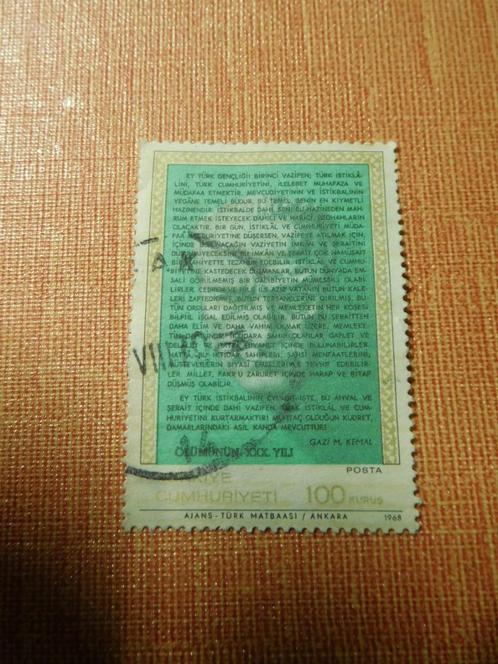 EY TÜRK GENÇLİĞİ! BİRİNCİ VAZİFEN; TÜRK İSTİKLÂ-
LİNİ, TÜRK CUMHURİYETİNİ, İLELEBET MUHAFAZA VE
MÜDAFAA ETMEKTİR. MEVCUDİYETİNİN VE İSTİKBALİNİN
YEGÂNE TEMELİ BUDUR. BU TEMEL SENİN EN KIYMETLİ
HAZİNENDİR. İSTİKBALDE DAHİ SENİ BU HAZİNEDEN MAH-
RUM ETMEK İSTEYECEK DAHİLİ VE HARİCİ, BEDHAHLARIN
OLACAKTIR. BİR GÜN, İSTİKLÂL VE CUMHURİYETİ MÜDA-
FAA MECBURİYETİNE DÜŞERSEN, VAZİFEYE ATILMAK İÇİN,
İÇİNDE BULUNACAĞIN VAZİYETİN İMKÂN VE ŞERAİTİNİ
DÜŞÜNMEYECEKSİN! BU İMKÂN VE ŞERAİT, ÇOK NAMUSAİT
BİR MAHİYETTE TEZAHÜR EDEBİLİR. İSTİKLÂL VE CUMHU-
RİYETİNE KASTEDECEK DÜŞMANLAR, BÜTÜN DÜNYADA EM-
SALİ GÖRÜLMEMİŞ BİR GALİBİYETİN MÜMESSİLİ OLABİ-
LİRLER. CEBREN VE HİLE İLE AZİZ VATANIN BÜTÜN KALE-
LERİ ZAPTEDİLMİŞ, BÜTÜN TERSANELERİNE GİRİLMİŞ, BÜ-
TÜN ORDULARI DAĞITILMIŞ VE MEMLEKETİN HER KÖŞESİ
BİLFİİL İŞGAL EDİLMİŞ OLABİLİR. BÜTÜN BU ŞERAİTTEN
DAHA ELİM VE DAHA VAHİM OLMAK ÜZERE, MEMLEKE-
TİN DAHİLİNDE İKTİDARA SAHİP OLANLAR GAFLET VE
DELÂLET VE HATTÂ HIYANET İÇİNDE BULUNABİLİRLER.
HATTÂ BU İKTİDAR SAHİPLERİ, ŞAHSİ MENFAATLERİNİ,
MÜSTEVLİLERİN SİYASİ EMELLERİYLE TEVHİT EDEBİLİR-
LER. MİLLET, FAKRÜ ZARURET İÇİNDE HARAP VE BİTAP
DÜŞMÜŞ OLABİLİR.
EY TÜRK İSTİKBALİNİN EVLÂDI! İŞTE, BU AHVAL VE
ŞERAİT İÇİNDE DAHİ VAZİFEN, TÜRK İSTİKLÂL VE CUM-
HURİYETİNİ KURTARMAKTIR! MUHTAÇ OLDUĞUN KUDRET,
DAMARLARINDAKİ ASİL KANDA MEVCUTTUR!
GAZİ M. KEMAL
ÖLÜMÜNÜN XXX. YILI
POSTA
TÜRKİYE
CUMHURİYETİ 100 KURUŞ
AJANS-TÜRK MATBAASI / ANKARA 1968